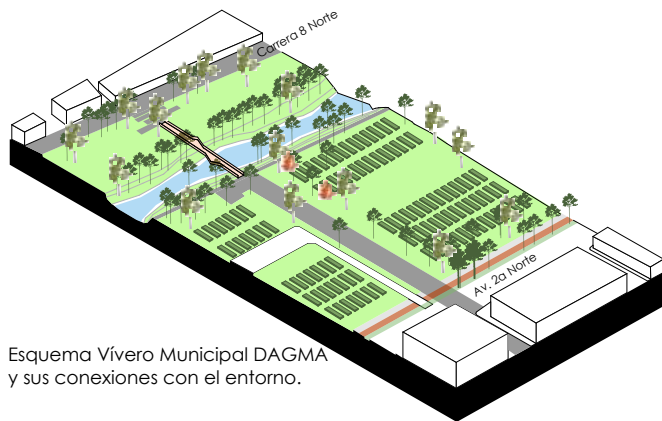 Carrera 8 Norte
Av. 2a Norte
Esquema Vívero Municipal DAGMA
y sus conexiones con el entorno.